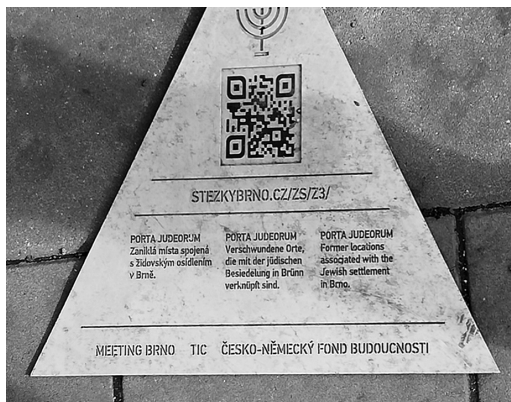 STEZKYBRNO.CZ/ZS/Z3/
PORTA JUDEORUM
Zaniklá místa spojená
s židovským osídlením
v Brně.
PORTA JUDEORUM
Verschwundene Orte,
die mit der jüdischen
Besiedelung in Brünn
verknüpft sind.
PORTA JUDEORUM
Former locations
associated with the
Jewish settlement
in Brno.
MEETING BRNO TIC ČESKO-NĚMECKÝ FOND BUDOUCNOSTI